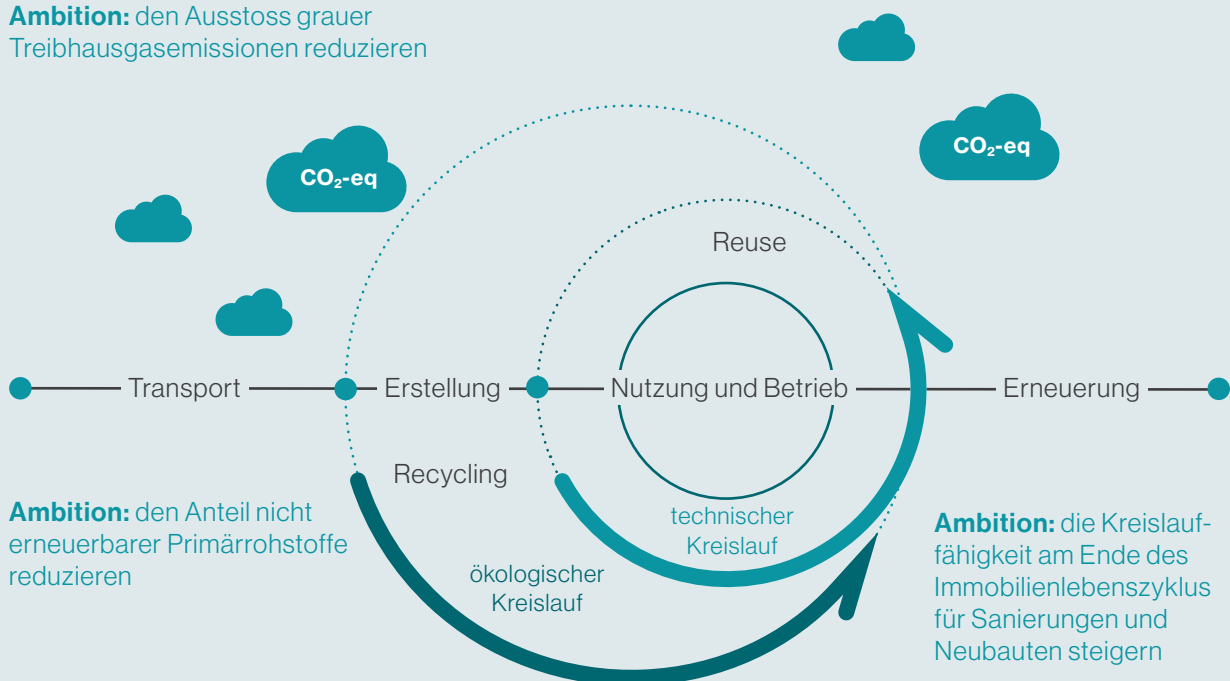 Ambition: den Ausstoss grauer
Treibhausgasemissionen reduzieren
CO₂-eq
CO₂-eq
Reuse
Transport
Erstellung
Nutzung und Betrieb
Erneuerung
Recycling
technischer
Kreislauf
ökologischer
Kreislauf
Ambition: den Anteil nicht
erneuerbarer Primärrohstoffe
reduzieren
Ambition: die Kreislauf-
fähigkeit am Ende des
Immobilienlebenszyklus
für Sanierungen und
Neubauten steigern